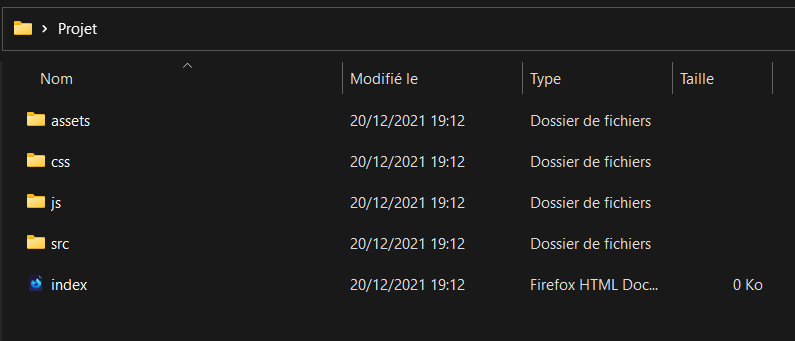 Projet
Nom Modifié le Type Taille
assets 20/12/2021 19:12 Dossier de fichiers
css 20/12/2021 19:12 Dossier de fichiers
js 20/12/2021 19:12 Dossier de fichiers
src 20/12/2021 19:12 Dossier de fichiers
index 20/12/2021 19:12 Firefox HTML Doc... 0 Ko